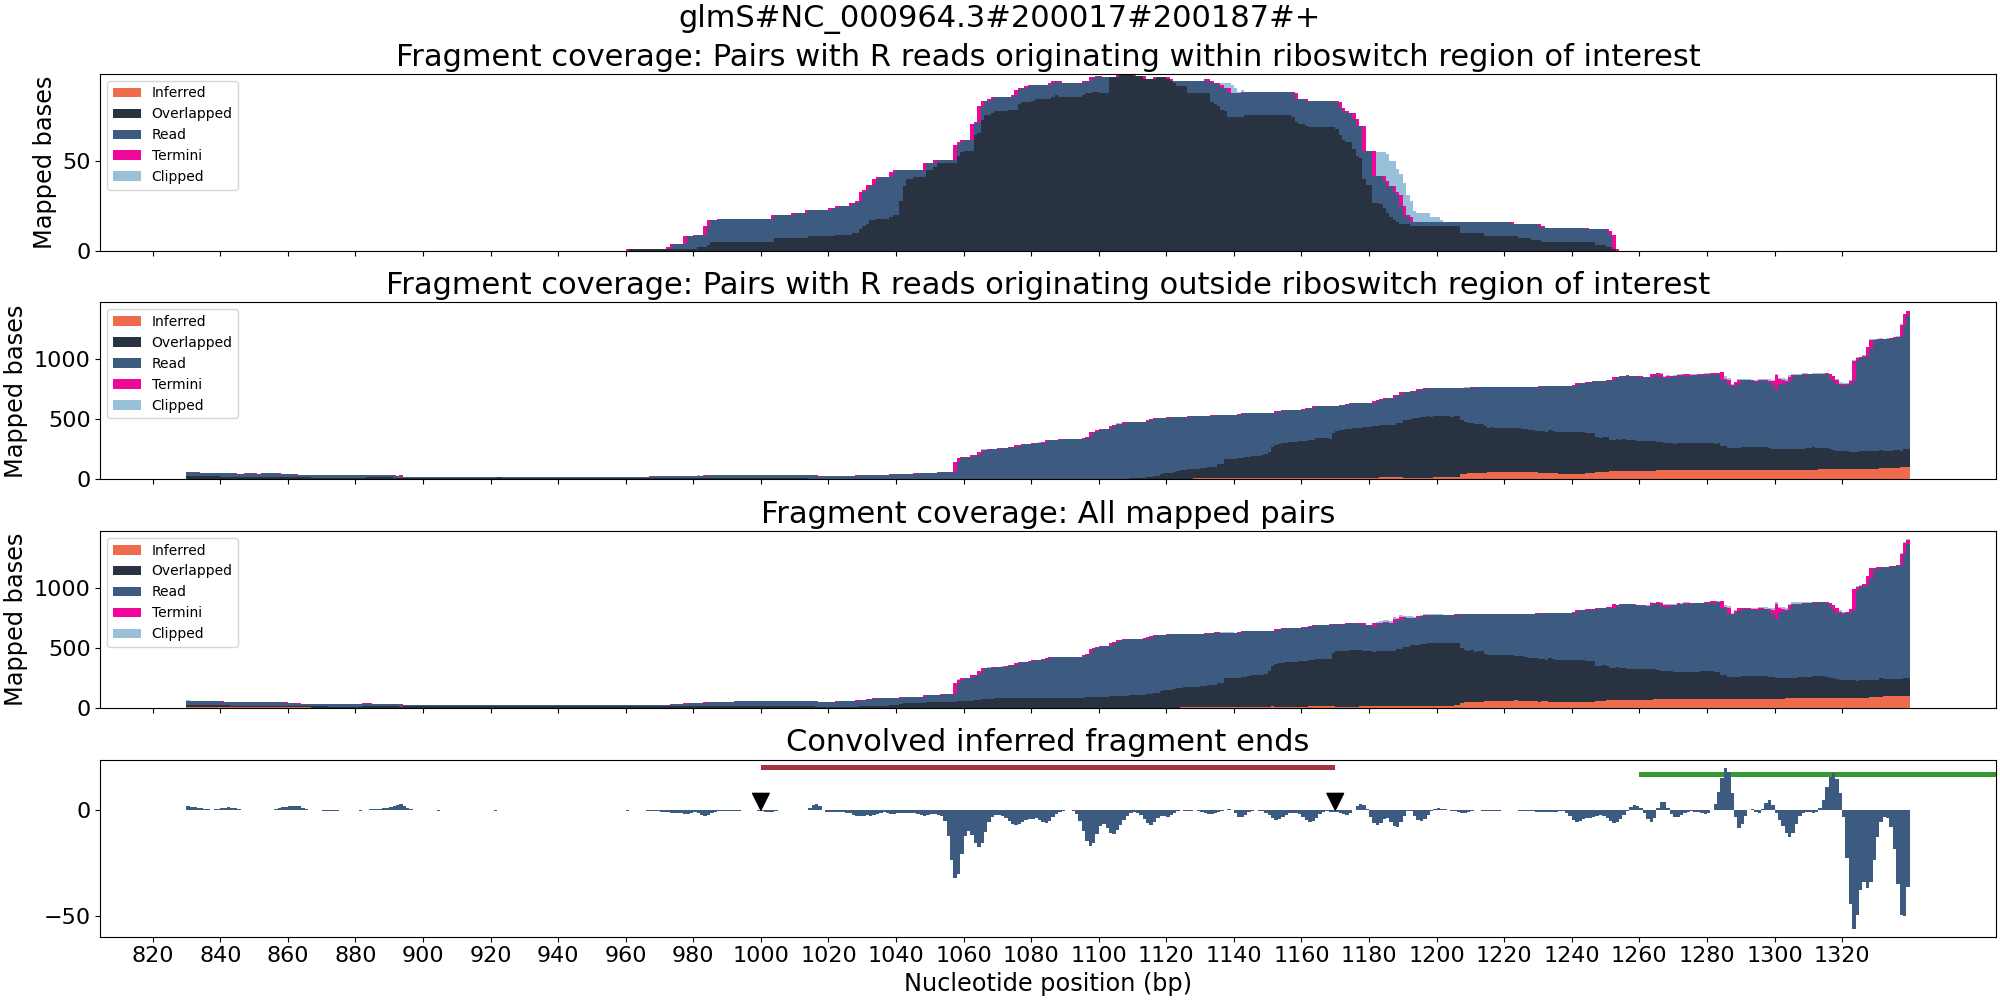 glmS#NC_000964.3#200017#200187#+
Fragment coverage: Pairs with R reads originating within riboswitch region of interest
Mapped bases
50
0
Inferred
Overlapped
Read
Termini
Clipped
Fragment coverage: Pairs with R reads originating outside riboswitch region of interest
Mapped bases
1000
500
0
Inferred
Overlapped
Read
Termini
Clipped
Fragment coverage: All mapped pairs
Mapped bases
1000
500
0
Inferred
Overlapped
Read
Termini
Clipped
Convolved inferred fragment ends
0
−50
820 840 860 880 900 920 940 960 980 1000 1020 1040 1060 1080 1100 1120 1140 1160 1180 1200 1220 1240 1260 1280 1300 1320
Nucleotide position (bp)